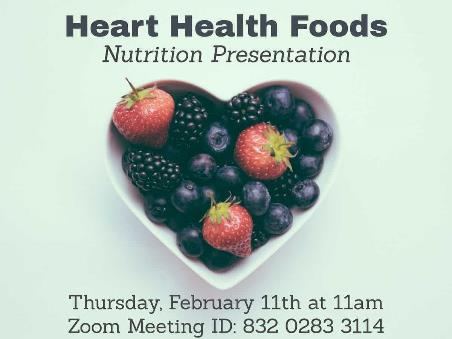 Heart Health Foods
Nutrition Presentation
Thursday, February 11th at 11am
Zoom Meeting ID: 832 0283 3114